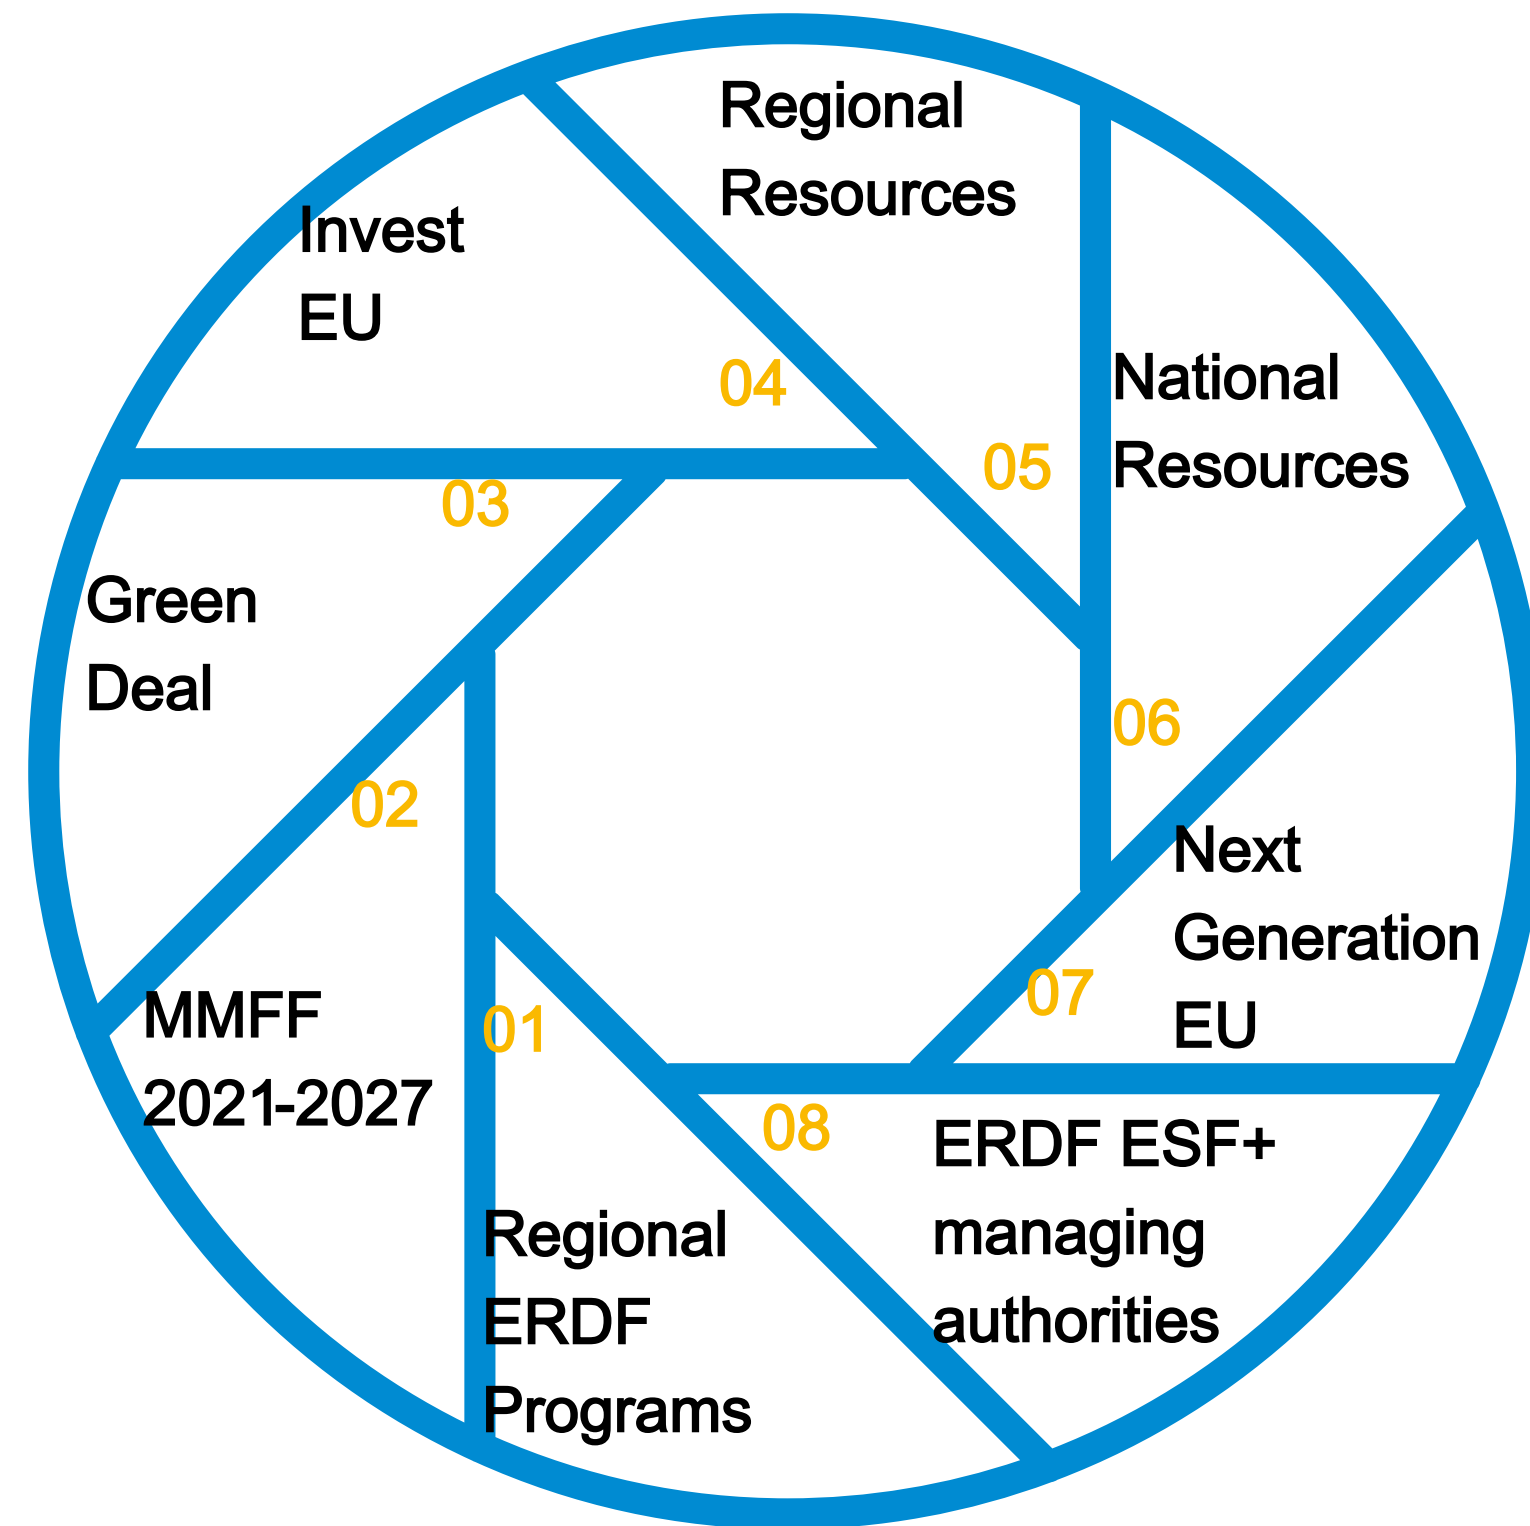 01
Regional
ERDF
Programs
02
MMFF
2021-2027
03
Green
Deal
04
Invest
EU
05
Regional
Resources
06
National
Resources
07
Next
Generation
EU
08
ERDF ESF+
managing
authorities